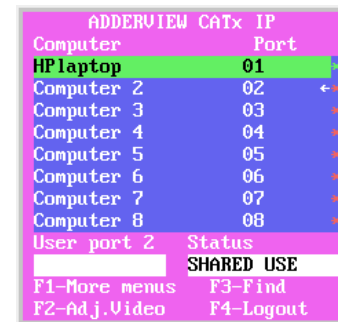 ADDERVIEW CATx IP
Computer Port
HPlaptop 01
Computer 2 02
Computer 3 03
Computer 4 04
Computer 5 05
Computer 6 06
Computer 7 07
Computer 8 08
User port 2 Status
SHARED USE
F1-More menus F3-Find
F2-Adj.Video F4-Logout